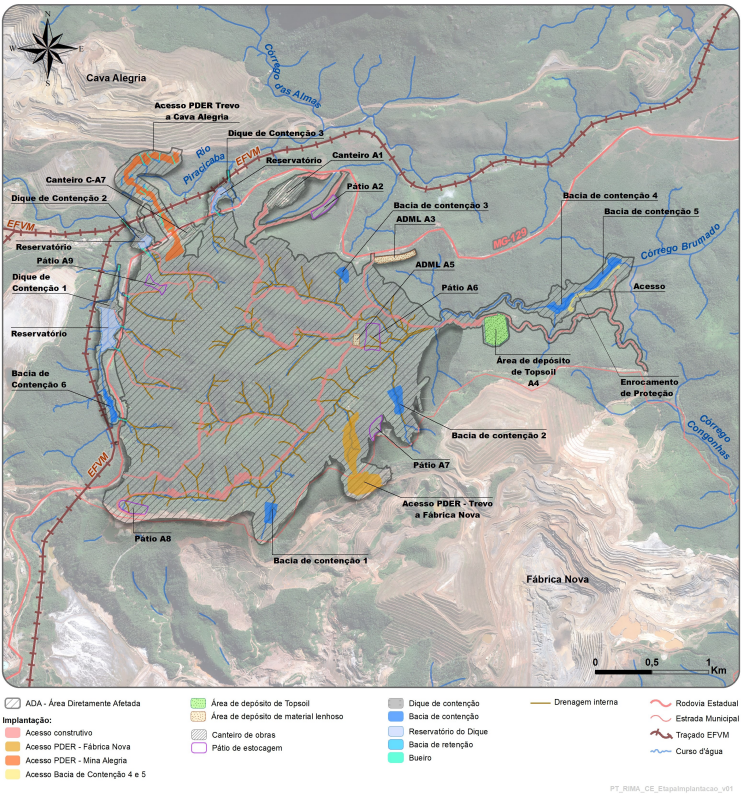 N
W
E
S
Cava Alegria
Córrego
das Almas
Acesso PDER Trevo
a Cava Alegria
Rio
Piracicaba
Dique de Contenção 3
EFVM
Reservatório
Canteiro A1
Canteiro C-A7
Pátio A2
Dique de Contenção 2
Bacia de contenção 3
Bacia de contenção 4
ADML A3
Bacia de contenção 5
EFVM
MG-129
Reservatório
Córrego Brumado
Pátio A9
ADML A5
Dique de
Contenção 1
Pátio A6
Acesso
Reservatório
Área de depósito
de Topsoil
A4
Bacia de
Contenção 6
Enrocamento
de Proteção
Bacia de contenção 2
Córrego
Congonhas
EFVM
Pátio A7
Acesso PDER - Trevo
a Fábrica Nova
Pátio A8
Bacia de contenção 1
Fábrica Nova
0 0,5 1
Km
ADA - Área Diretamente Afetada
Implantação:
Acesso construtivo
Acesso PDER - Fábrica Nova
Acesso PDER - Mina Alegria
Acesso Bacia de Contenção 4 e 5
Área de depósito de Topsoil
Área de depósito de material lenhoso
Canteiro de obras
Pátio de estocagem
Dique de contenção
Bacia de contenção
Reservatório do Dique
Bacia de retenção
Bueiro
Drenagem interna
Rodovia Estadual
Estrada Municipal
Traçado EFVM
Curso d'água
PT_RIMA_CE_EtapaImplantacao_v01